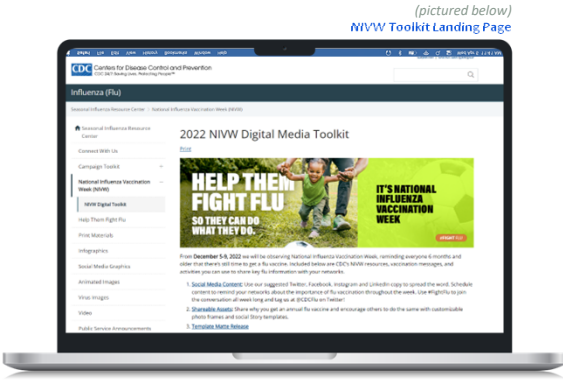 (pictured below)
NIVW Toolkit Landing Page
Safari File Edit View History Bookmarks Window Help
CDC Centers for Disease Control and Prevention
CDC 24/7: Saving Lives, Protecting People™
Influenza (Flu)
Seasonal Influenza Resource Center > National Influenza Vaccination Week (NIVW)
Seasonal Influenza Resource
Center
Connect With Us
Campaign Toolkit
National Influenza Vaccination
Week (NIVW)
NIVW Digital Toolkit
Help Them Fight Flu
Print Materials
Infographics
Social Media Graphics
Animated Images
Virus Images
Video
Public Service Announcements
2022 NIVW Digital Media Toolkit
Print
HELP THEM
FIGHT FLU
SO THEY CAN DO
WHAT THEY DO.
IT'S NATIONAL
INFLUENZA
VACCINATION
WEEK
#FIGHT FLU
From December 5-9, 2022 we will be observing National Influenza Vaccination Week, reminding everyone 6 months and
older that there's still time to get a flu vaccine. Included below are CDC's NIVW resources, vaccination messages, and
activities you can use to share key flu information with your networks.
1. Social Media Content: Use our suggested Twitter, Facebook, Instagram and LinkedIn copy to spread the word. Schedule
content to remind your networks about the importance of flu vaccination throughout the week. Use #FightFlu to join
the conversation all week long and tag us at @CDCFlu on Twitter!
2. Shareable Assets: Share why you get an annual flu vaccine and encourage others to do the same with customizable
photo frames and social Story templates.
3. Template Matte Release